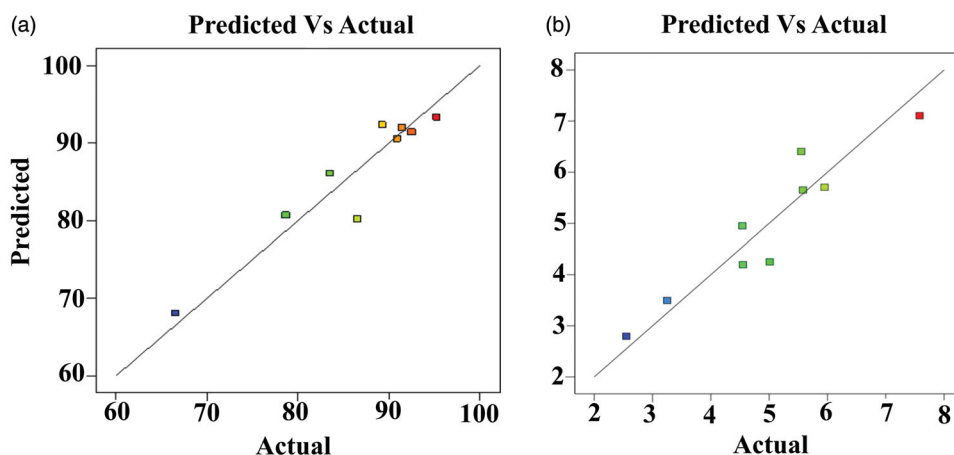 (a)
Predicted Vs Actual
100
90
80
70
60
Predicted
60 70 80 90 100
Actual
(b)
Predicted Vs Actual
8
7
6
5
4
3
2
2 3 4 5 6 7 8
Actual